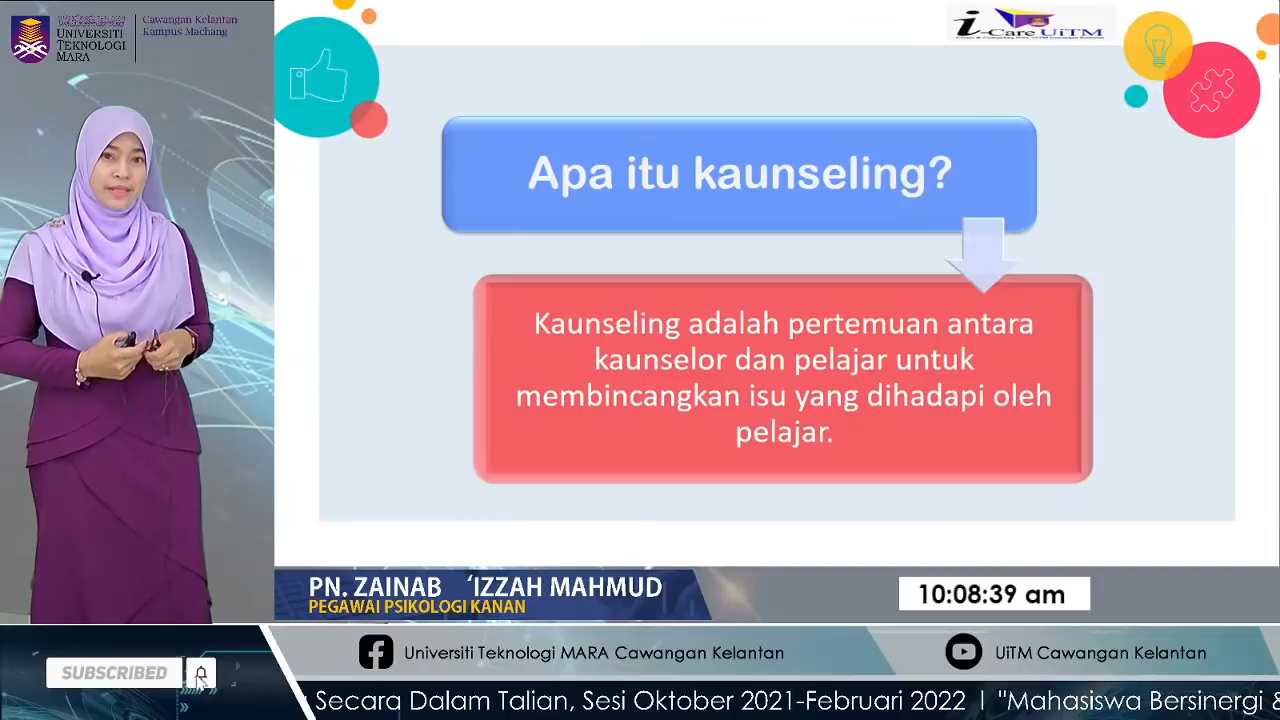 UNIVERSITI
TEKNOLOGI
MARA
Cawangan Kelantan
Kampus Machang
i-Care UiTM
Apa itu kaunseling?
Kaunseling adalah pertemuan antara
kaunselor dan pelajar untuk
membincangkan isu yang dihadapi oleh
pelajar.
PN. ZAINAB 'IZZAH MAHMUD
PEGAWAI PSIKOLOGI KANAN
10:08:39 am
SUBSCRIBED
Universiti Teknologi MARA Cawangan Kelantan
UiTM Cawangan Kelantan
Secara Dalam Talian, Sesi Oktober 2021-Februari 2022 | "Mahasiswa Bersinergi &